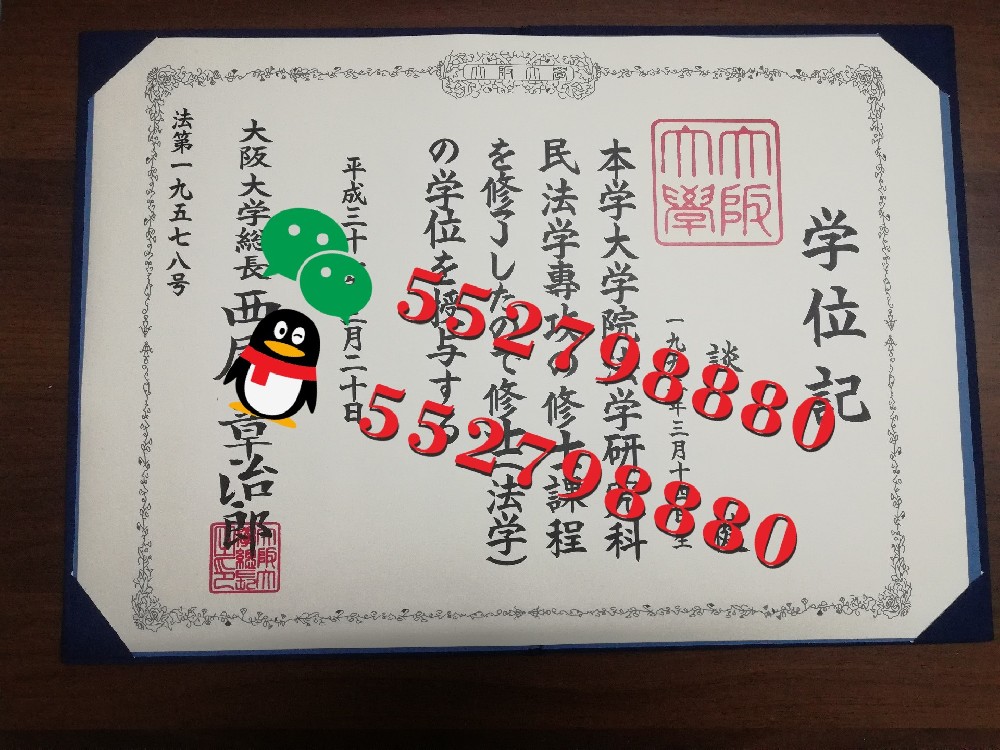 学位記
大阪大學
談
三月十四日生
本学大学院法学研究科
民法学専攻の修士課程
を修了したので修士(法学)
の学位を授与する
平成三十
月二十日
大阪大学総長
西尾章治郎
法第一九五七八号
552798880
552798880